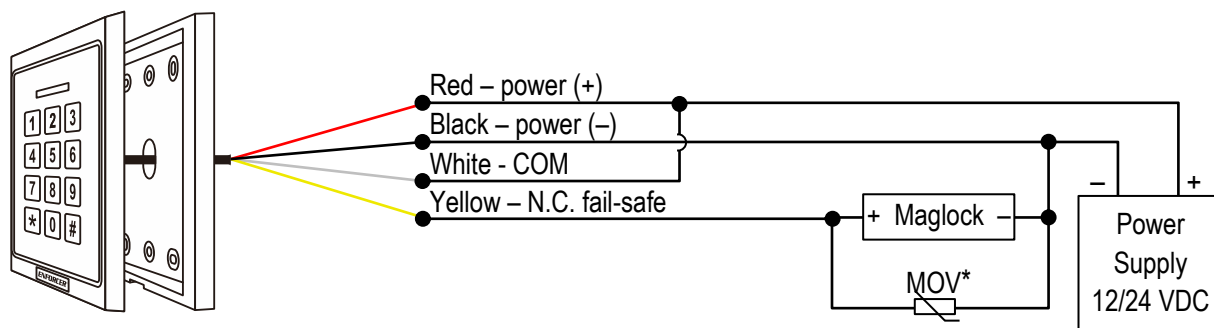 Red – power (+)
Black – power (–)
White - COM
Yellow – N.C. fail-safe
+ Maglock –
MOV*
– +
Power
Supply
12/24 VDC
1 2 3
4 5 6
7 8 9
* 0 #
ENFORCER